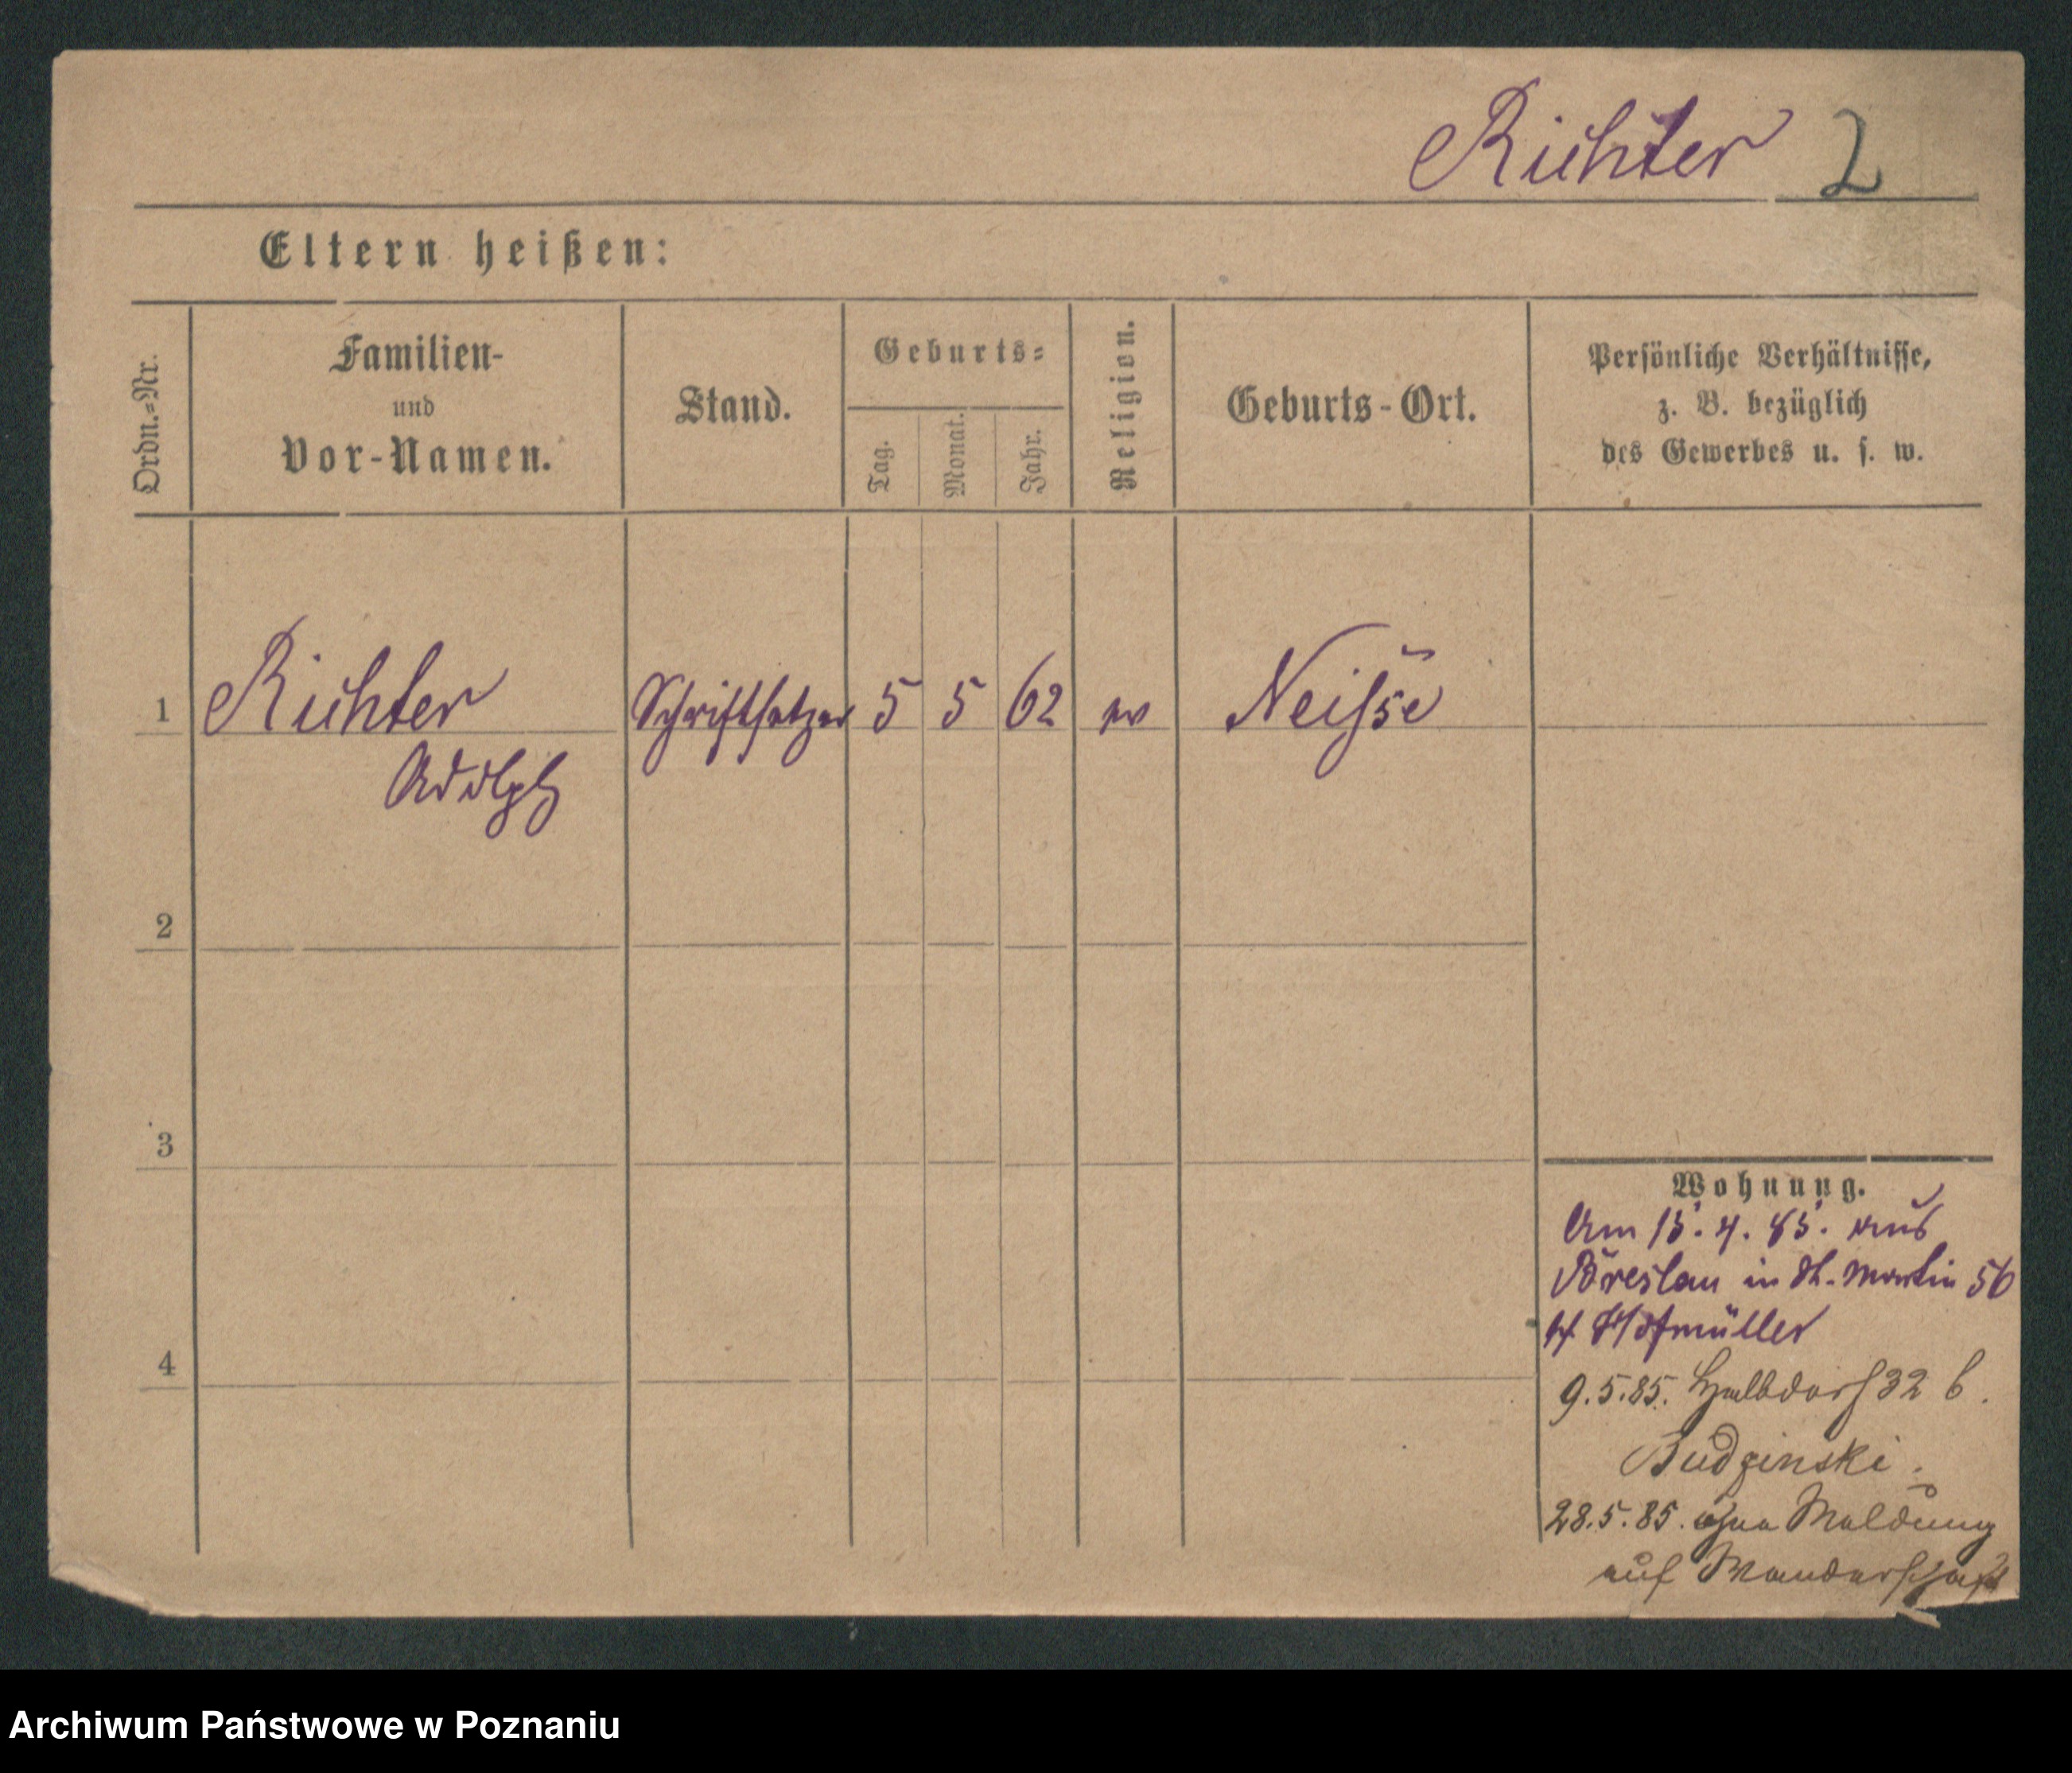 Richter 2
Eltern heißen:
Ordn.-Nr.
Familien-
und
Vor-Namen.
Stand.
Geburts-
Tag.
Monat.
Jahr.
Religion.
Geburts-Ort.
Persönliche Verhältnisse,
z. B. bezüglich
des Gewerbes u. s. w.
1 Richter Schriftsetzer 5 5 62 Neisse
Adolph
2
3
4
Wohnung.
Am 15.4.85. aus
Breslau in St. Martin 56
Hofmüller
9.5.85. Halbdorf 32 b.
Budzinski.
28.5.85. ohne Meldung
auf Wanderschaft
Archiwum Państwowe w Poznaniu